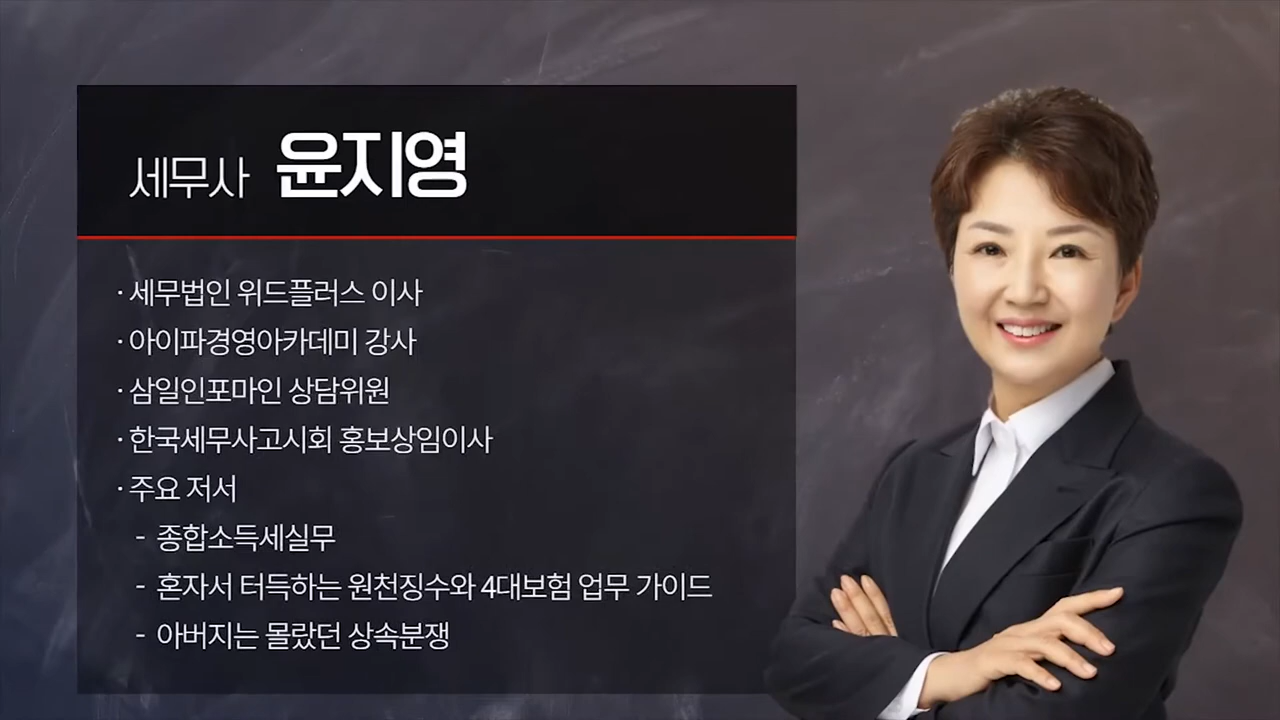 세무사 윤지영
· 세무법인 위드플러스 이사
· 아이파경영아카데미 강사
· 삼일인포마인 상담위원
· 한국세무사고시회 홍보상임이사
· 주요 저서
- 종합소득세실무
- 혼자서 터득하는 원천징수와 4대보험 업무 가이드
- 아버지는 몰랐던 상속분쟁